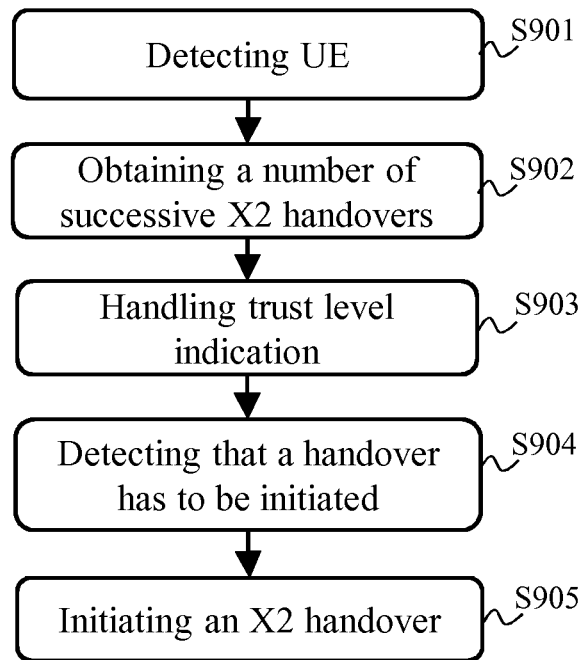 Detecting UE
S901
Obtaining a number of
successive X2 handovers
S902
Handling trust level
indication
S903
Detecting that a handover
has to be initiated
S904
Initiating an X2 handover
S905